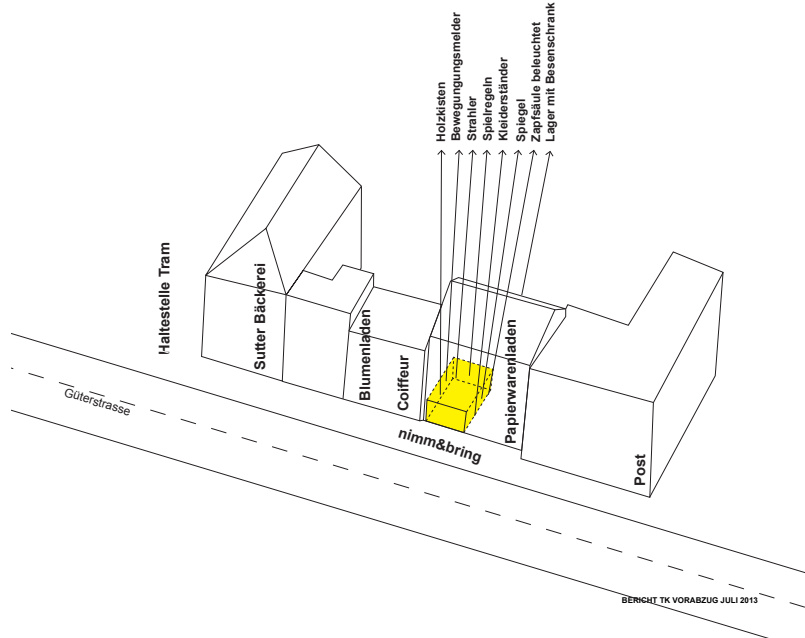 Holzkisten
Bewegungungsmelder
Strahler
Spielregeln
Kleiderständer
Spiegel
Zapfsäule beleuchtet
Lager mit Besenschrank
Haltestelle Tram
Sutter Bäckerei
Blumenladen
Coiffeur
nimm&bring
Papierwarenladen
Post
Güterstrasse
BERICHT TK VORABZUG JULI 2013